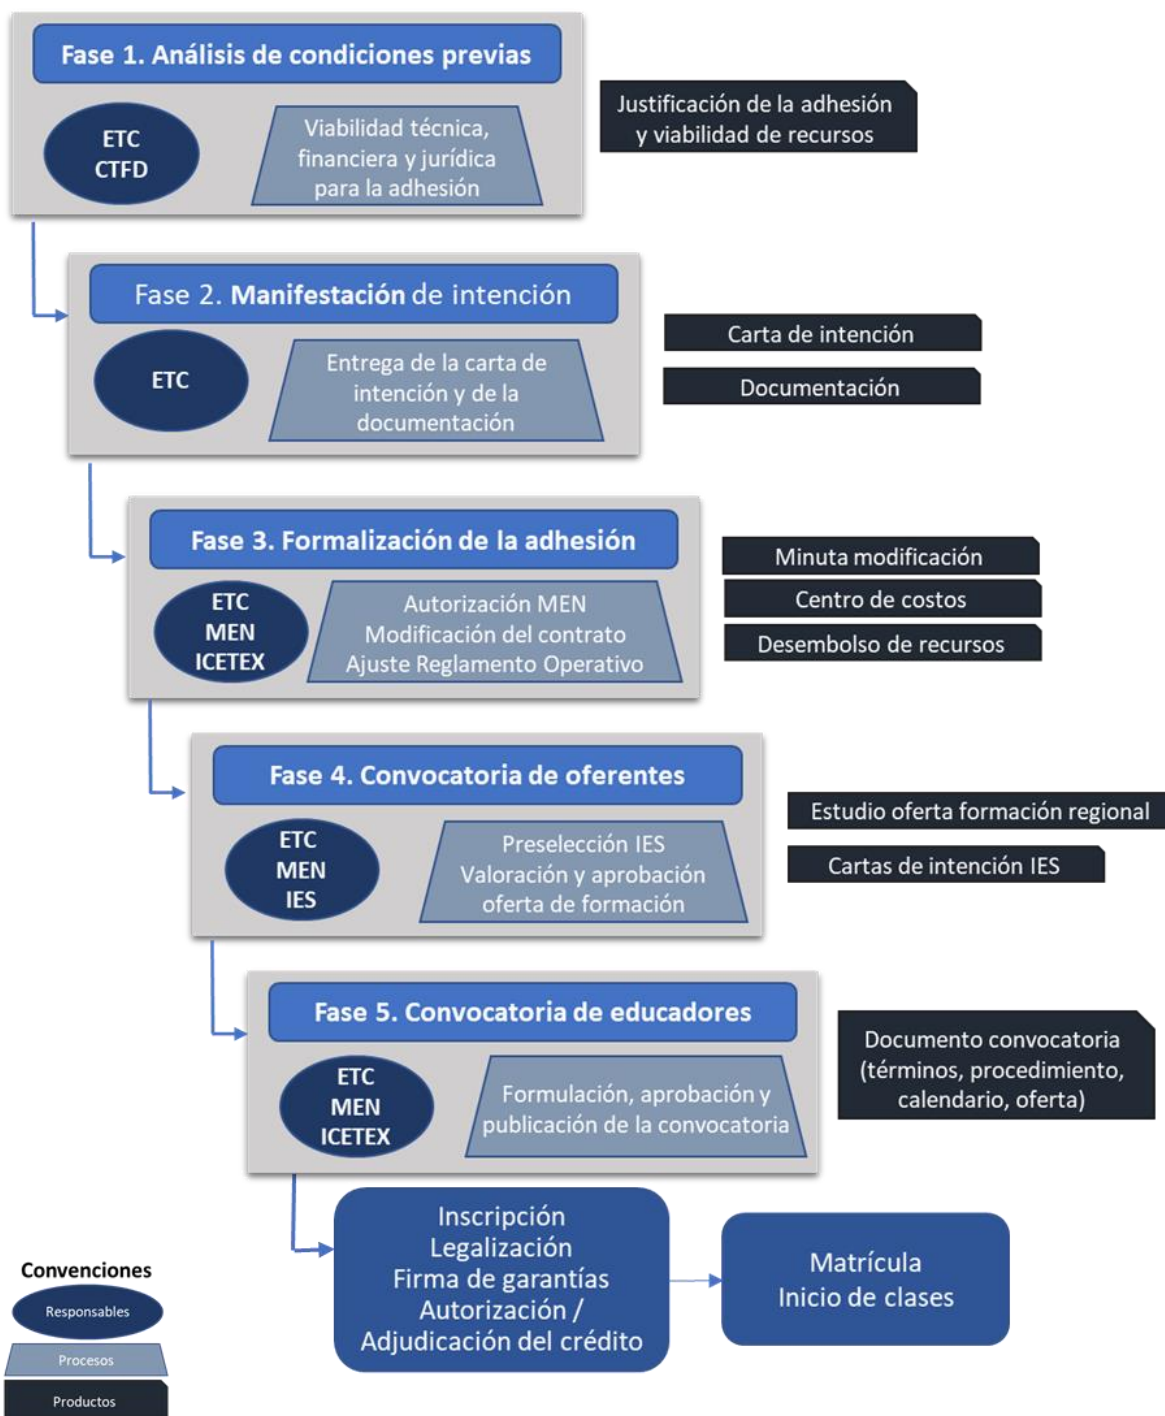 Fase 1. Análisis de condiciones previas
ETC
CTFD
Viabilidad técnica,
financiera y jurídica
para la adhesión
Justificación de la adhesión
y viabilidad de recursos
Fase 2. Manifestación de intención
ETC
Entrega de la carta de
intención y de la
documentación
Carta de intención
Documentación
Fase 3. Formalización de la adhesión
ETC
MEN
ICETEX
Autorización MEN
Modificación del contrato
Ajuste Reglamento Operativo
Minuta modificación
Centro de costos
Desembolso de recursos
Fase 4. Convocatoria de oferentes
ETC
MEN
IES
Preselección IES
Valoración y aprobación
oferta de formación
Estudio oferta formación regional
Cartas de intención IES
Fase 5. Convocatoria de educadores
ETC
MEN
ICETEX
Formulación, aprobación y
publicación de la convocatoria
Documento convocatoria
(términos, procedimiento,
calendario, oferta)
Inscripción
Legalización
Firma de garantías
Autorización /
Adjudicación del crédito
Matrícula
Inicio de clases
Convenciones
Responsables
Procesos
Productos